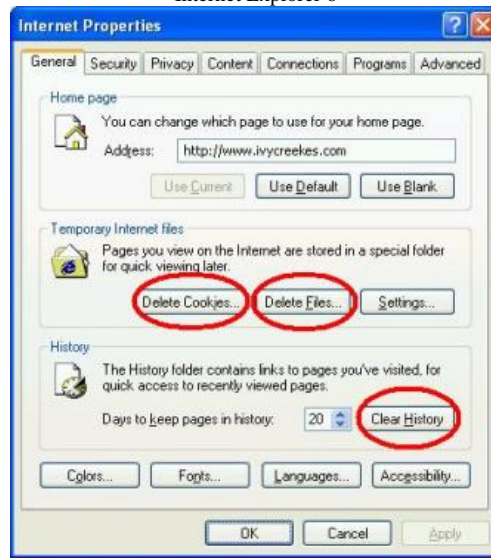 Internet Properties
General Security Privacy Content Connections Programs Advanced
Home page
You can change which page to use for your home page.
Address: http://www.ivycreekes.com
Use Current Use Default Use Blank
Temporary Internet files
Pages you view on the Internet are stored in a special folder
for quick viewing later.
Delete Cookies... Delete Files... Settings...
History
The History folder contains links to pages you've visited, for
quick access to recently viewed pages.
Days to keep pages in history: 20 Clear History
Colors... Fonts... Languages... Accessibility...
OK Cancel Apply